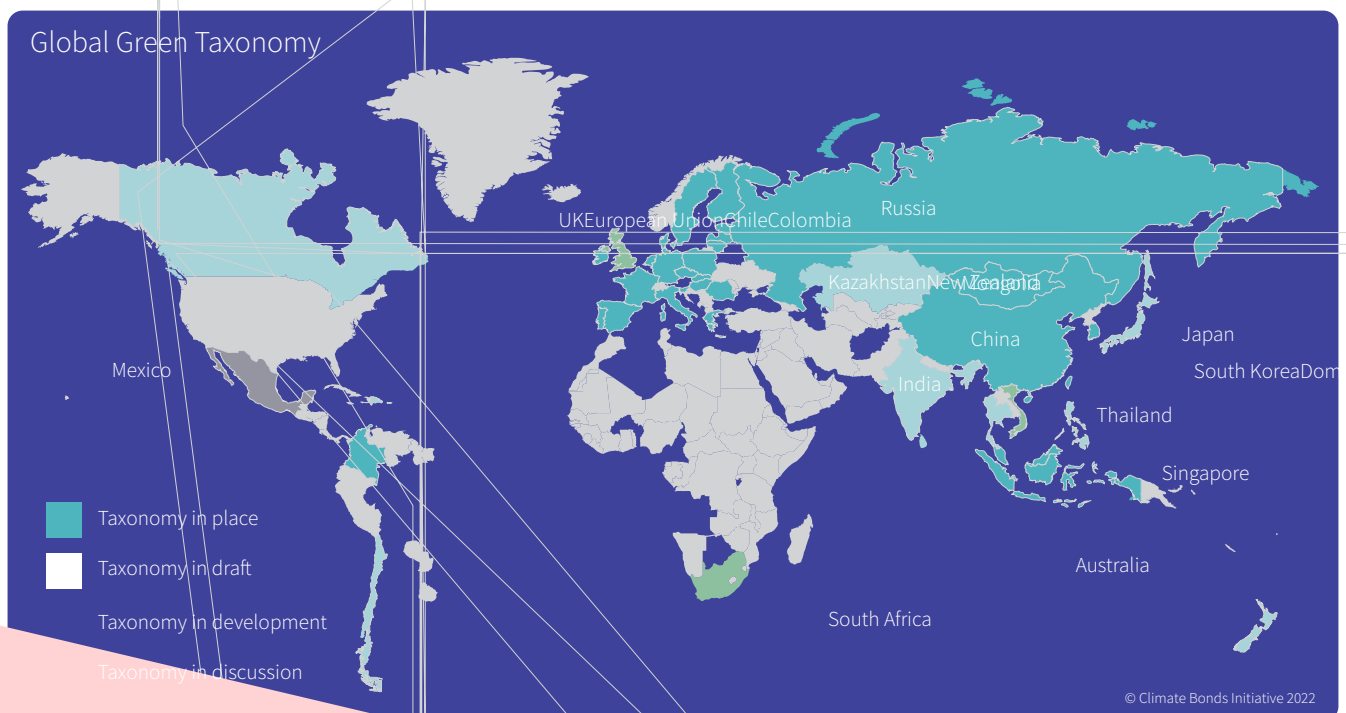 Global Green Taxonomy
Russia
UKEuropean UnionChileColombia
KazakhstanNew Zealand
Mongolia
China
Japan
Mexico
South KoreaDom
India
Thailand
Singapore
Taxonomy in place
Taxonomy in draft
Australia
South Africa
Taxonomy in development
Taxonomy in discussion
© Climate Bonds Initiative 2022